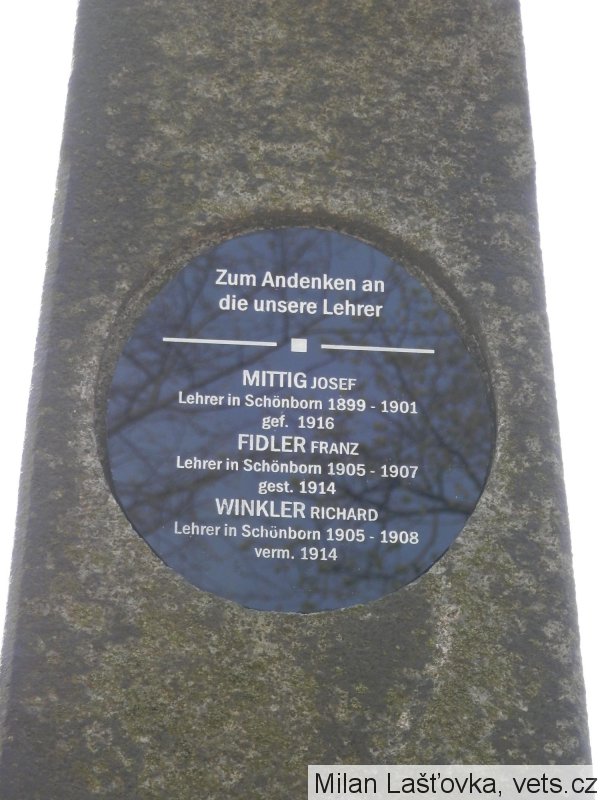 Zum Andenken an
die unsere Lehrer
MITTIG JOSEF
Lehrer in Schönborn 1899 - 1901
gef. 1916
FIDLER FRANZ
Lehrer in Schönborn 1905 - 1907
gest. 1914
WINKLER RICHARD
Lehrer in Schönborn 1905 - 1908
verm. 1914
Milan Lašťovka, vets.cz